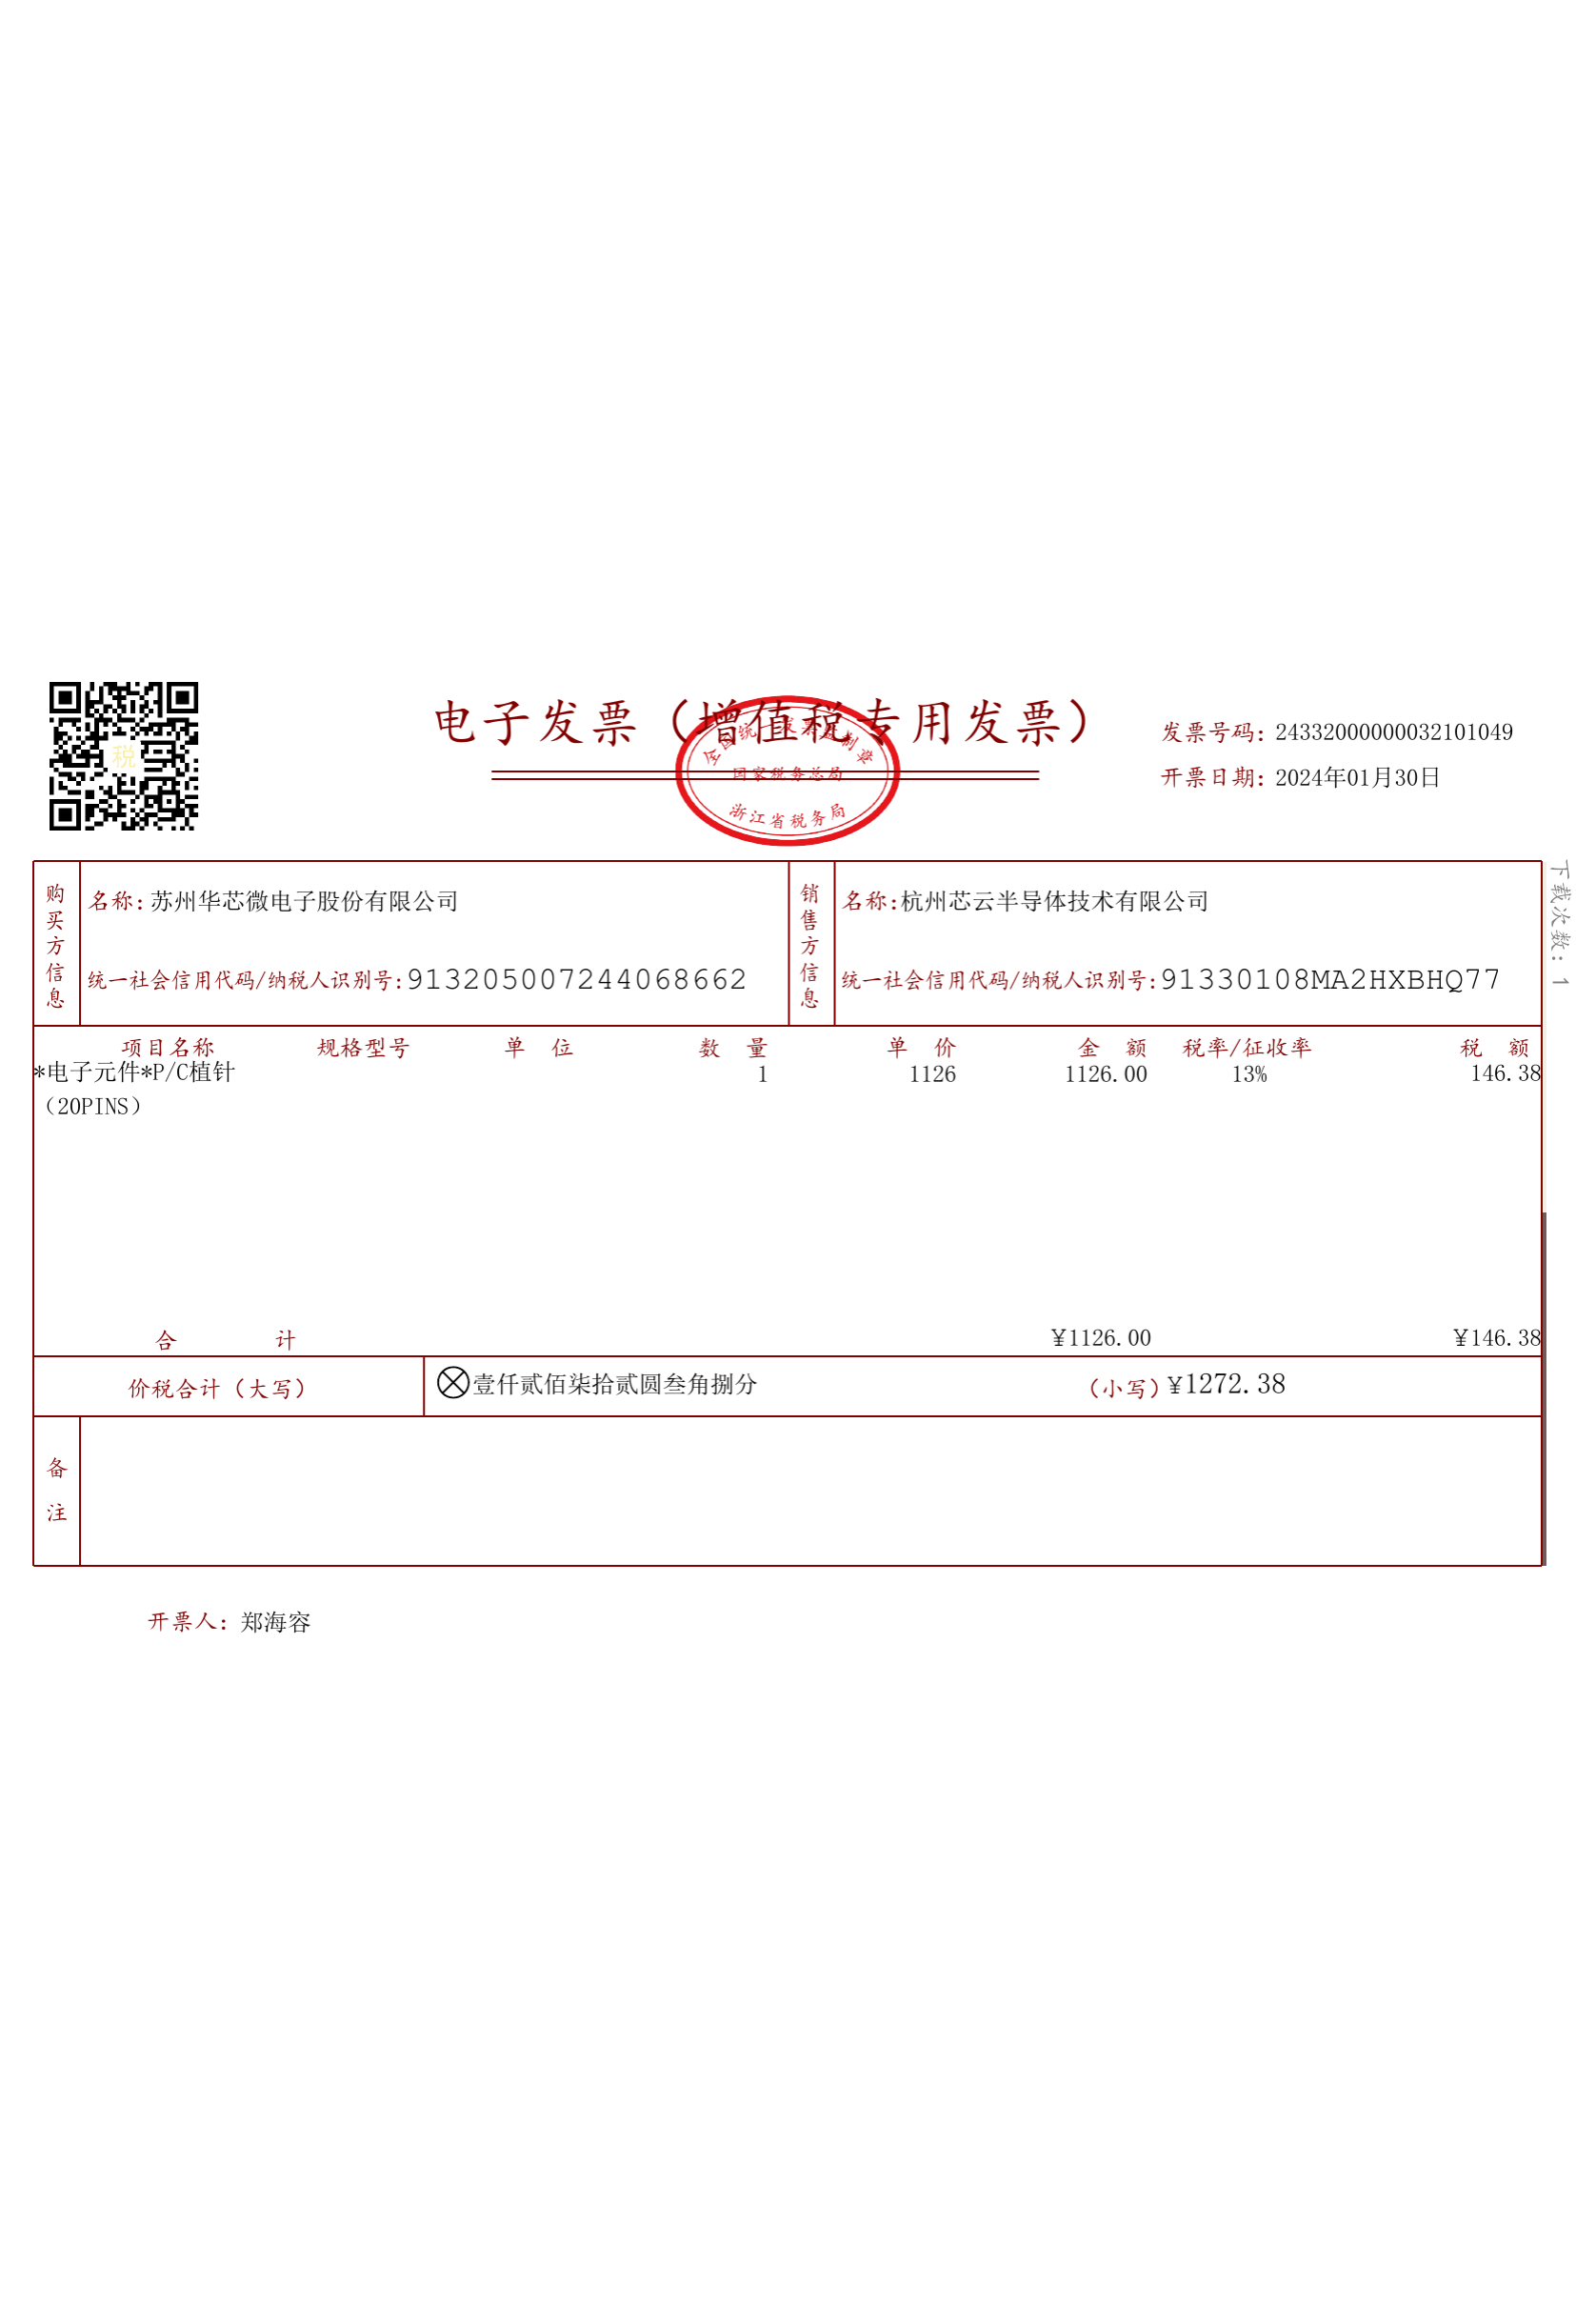 税
电子发票（增值税专用发票）
全国统一发票监制章
国家税务总局
浙江省税务局
发票号码：24332000000032101049
开票日期：2024年01月30日
下载次数：1
购买方信息
名称：苏州华芯微电子股份有限公司
统一社会信用代码/纳税人识别号：913205007244068662
销售方信息
名称：杭州芯云半导体技术有限公司
统一社会信用代码/纳税人识别号：91330108MA2HXBHQ77
项目名称 规格型号 单 位 数 量 单 价 金 额 税率/征收率 税 额
*电子元件*P/C植针 1 1126 1126.00 13% 146.38
（20PINS）
合 计 ¥1126.00 ¥146.38
价税合计（大写） ⊗壹仟贰佰柒拾贰圆叁角捌分 （小写）¥1272.38
备注
开票人：郑海容